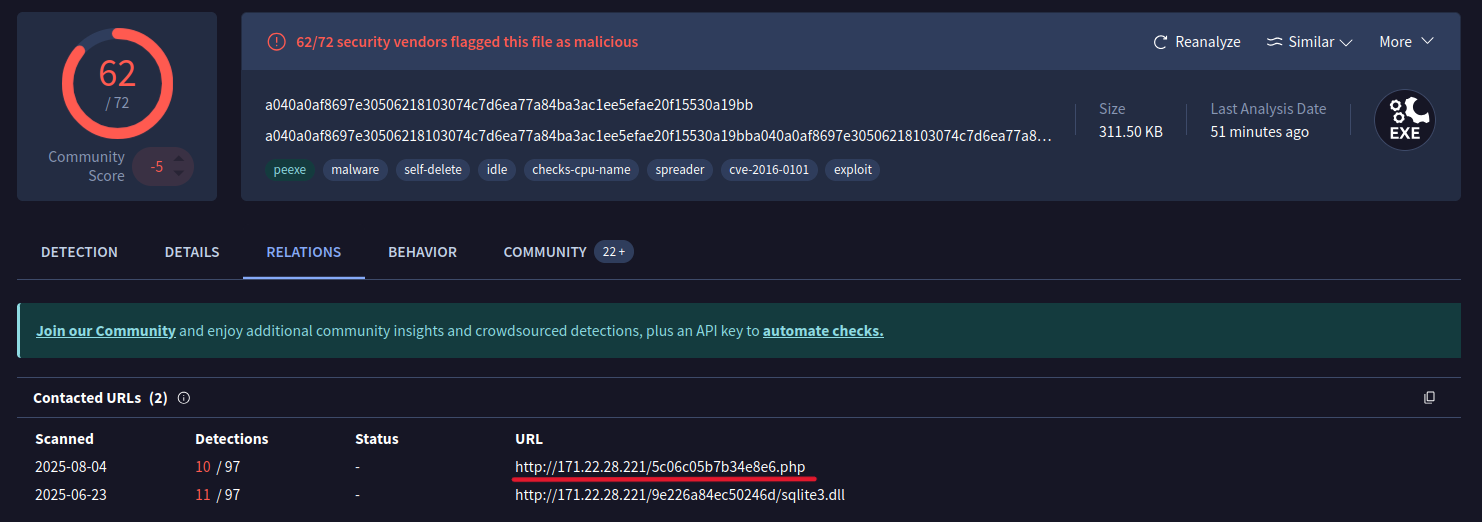 62
/ 72
Community Score
-5
62/72 security vendors flagged this file as malicious
Reanalyze
Similar
More
a040a0af8697e30506218103074c7d6ea77a84ba3ac1ee5efae20f15530a19bb
a040a0af8697e30506218103074c7d6ea77a84ba3ac1ee5efae20f15530a19bba040a0af8697e30506218103074c7d6ea77a8...
peexe malware self-delete idle checks-cpu-name spreader cve-2016-0101 exploit
Size
311.50 KB
Last Analysis Date
51 minutes ago
EXE
DETECTION DETAILS RELATIONS BEHAVIOR COMMUNITY 22+
Join our Community and enjoy additional community insights and crowdsourced detections, plus an API key to automate checks.
Contacted URLs (2)
Scanned Detections Status URL
2025-08-04 10 / 97 - http://171.22.28.221/5c06c05b7b34e8e6.php
2025-06-23 11 / 97 - http://171.22.28.221/9e226a84ec50246d/sqlite3.dll